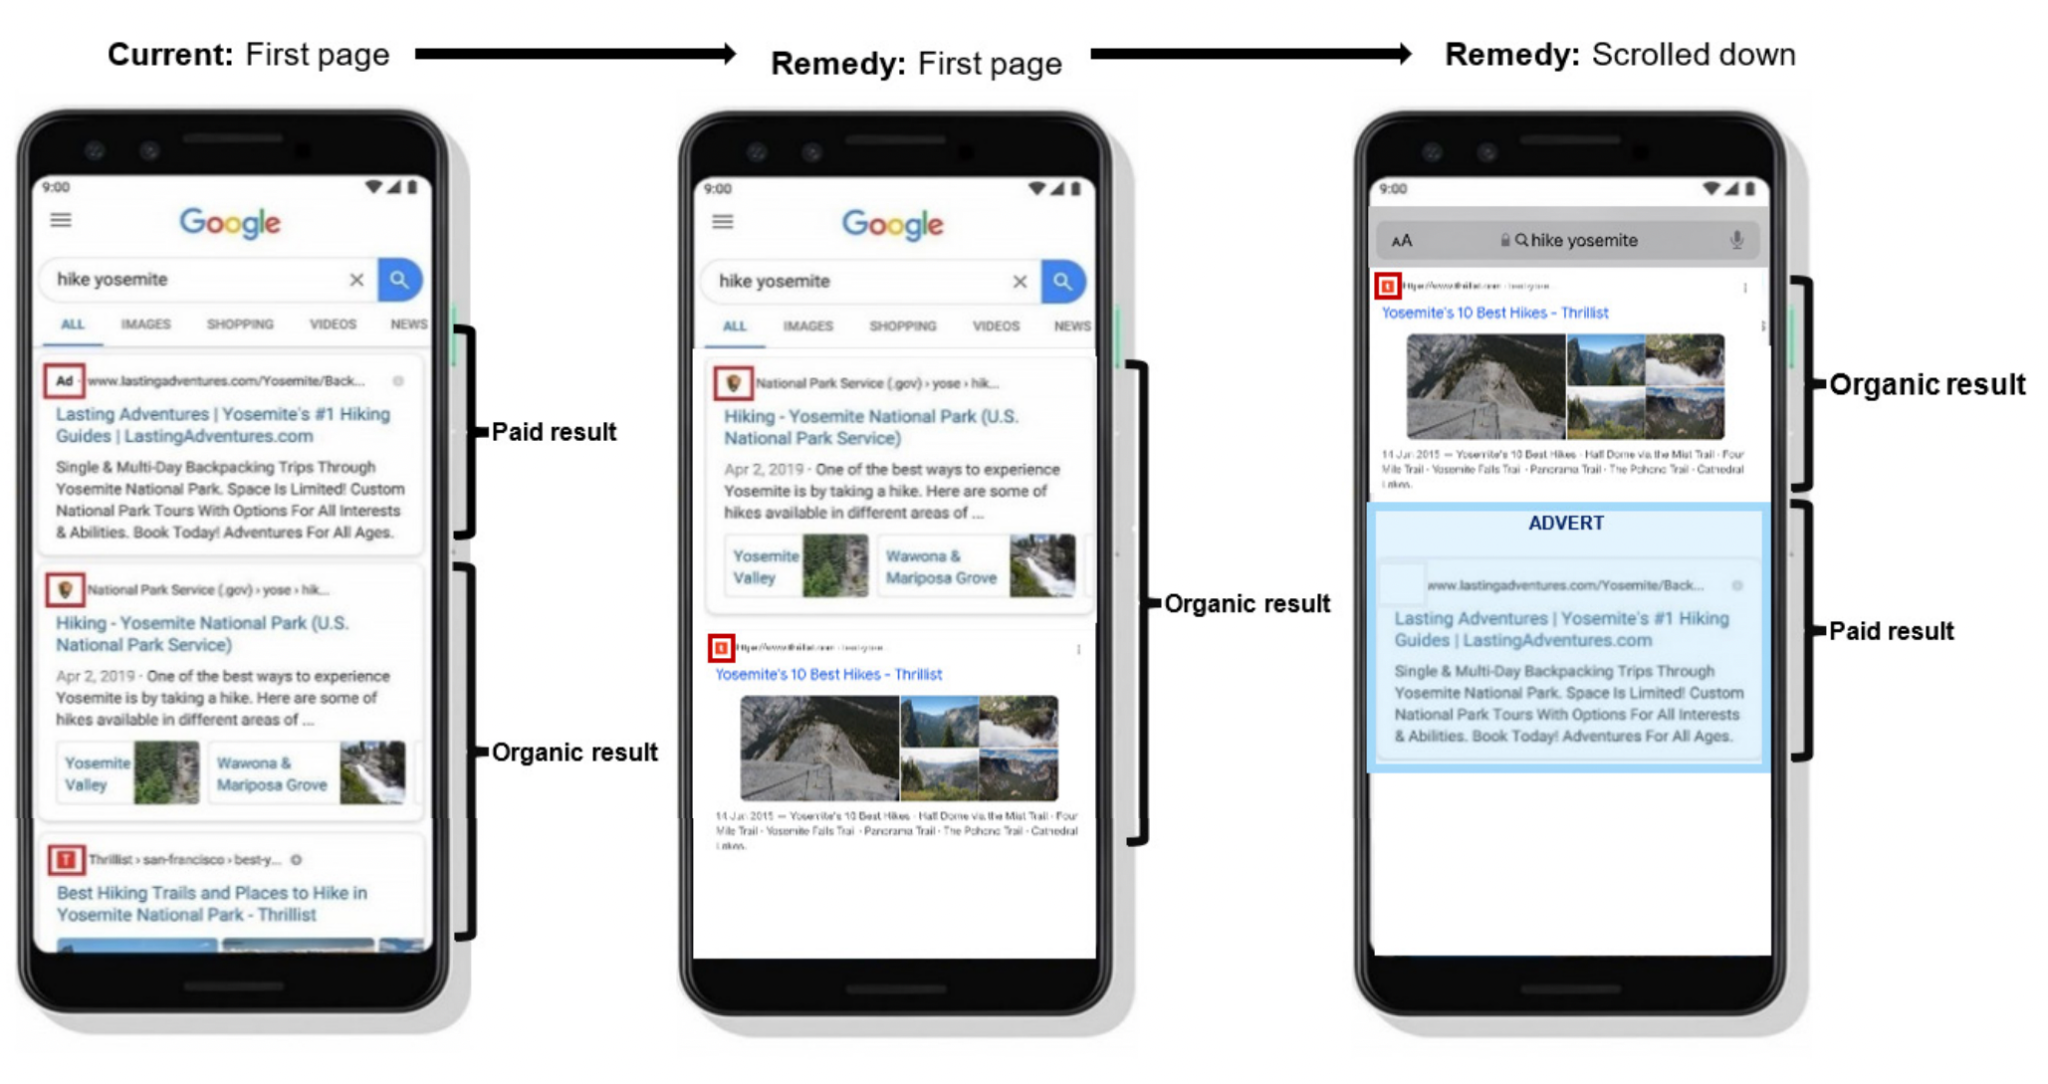 Current: First page
Remedy: First page
Remedy: Scrolled down
9:00
Google
hike yosemite
ALL IMAGES SHOPPING VIDEOS NEWS
Ad · www.lastingadventures.com/Yosemite/Back...
Lasting Adventures | Yosemite's #1 Hiking
Guides | LastingAdventures.com
Single & Multi-Day Backpacking Trips Through
Yosemite National Park. Space Is Limited! Custom
National Park Tours With Options For All Interests
& Abilities. Book Today! Adventures For All Ages.
Paid result
National Park Service (.gov) › yose › hik...
Hiking - Yosemite National Park (U.S.
National Park Service)
Apr 2, 2019 · One of the best ways to experience
Yosemite is by taking a hike. Here are some of
hikes available in different areas of ...
Yosemite
Valley
Wawona &
Mariposa Grove
Organic result
T
Thrillist › san-francisco › best-y...
Best Hiking Trails and Places to Hike in
Yosemite National Park - Thrillist
9:00
Google
hike yosemite
ALL IMAGES SHOPPING VIDEOS NEWS
National Park Service (.gov) › yose › hik...
Hiking - Yosemite National Park (U.S.
National Park Service)
Apr 2, 2019 · One of the best ways to experience
Yosemite is by taking a hike. Here are some of
hikes available in different areas of ...
Yosemite
Valley
Wawona &
Mariposa Grove
Organic result
Yosemite's 10 Best Hikes - Thrillist
14 Jun 2015 — Yosemite's 10 Best Hikes · Half Dome via the Mist Trail · Four
Mile Trail · Yosemite Falls Trail · Panorama Trail · The Pohono Trail · Cathedral
Lakes.
9:00
AA hike yosemite
Yosemite's 10 Best Hikes - Thrillist
14 Jun 2015 — Yosemite's 10 Best Hikes · Half Dome via the Mist Trail · Four
Mile Trail · Yosemite Falls Trail · Panorama Trail · The Pohono Trail · Cathedral
Lakes.
Organic result
ADVERT
www.lastingadventures.com/Yosemite/Back...
Lasting Adventures | Yosemite's #1 Hiking
Guides | LastingAdventures.com
Single & Multi-Day Backpacking Trips Through
Yosemite National Park. Space Is Limited! Custom
National Park Tours With Options For All Interests
& Abilities. Book Today! Adventures For All Ages.
Paid result